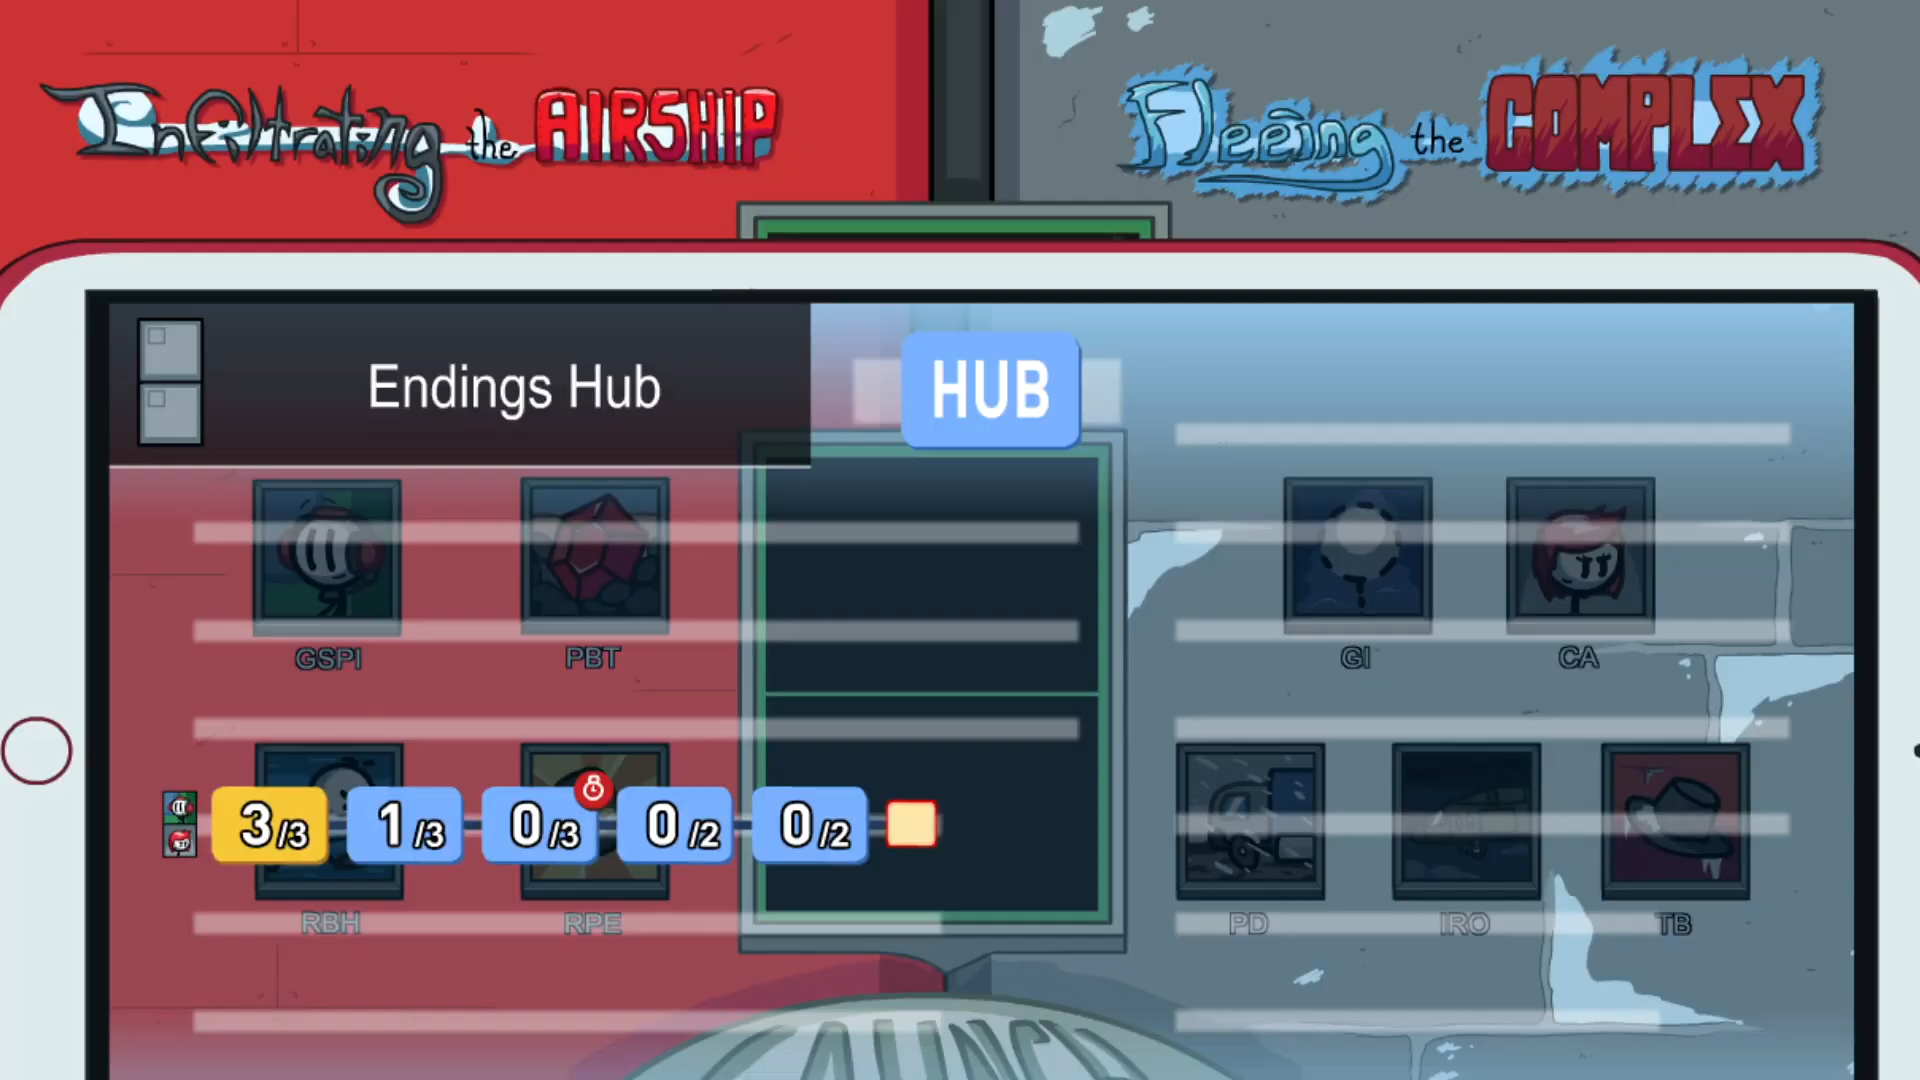 Infiltrating the AIRSHIP
Fleeing the COMPLEX
Endings Hub
HUB
GSPI
PBT
GI
CA
3/3
1/3
0/3
0/2
0/2
RBH
RPE
PD
IRO
TB
LAUNCH